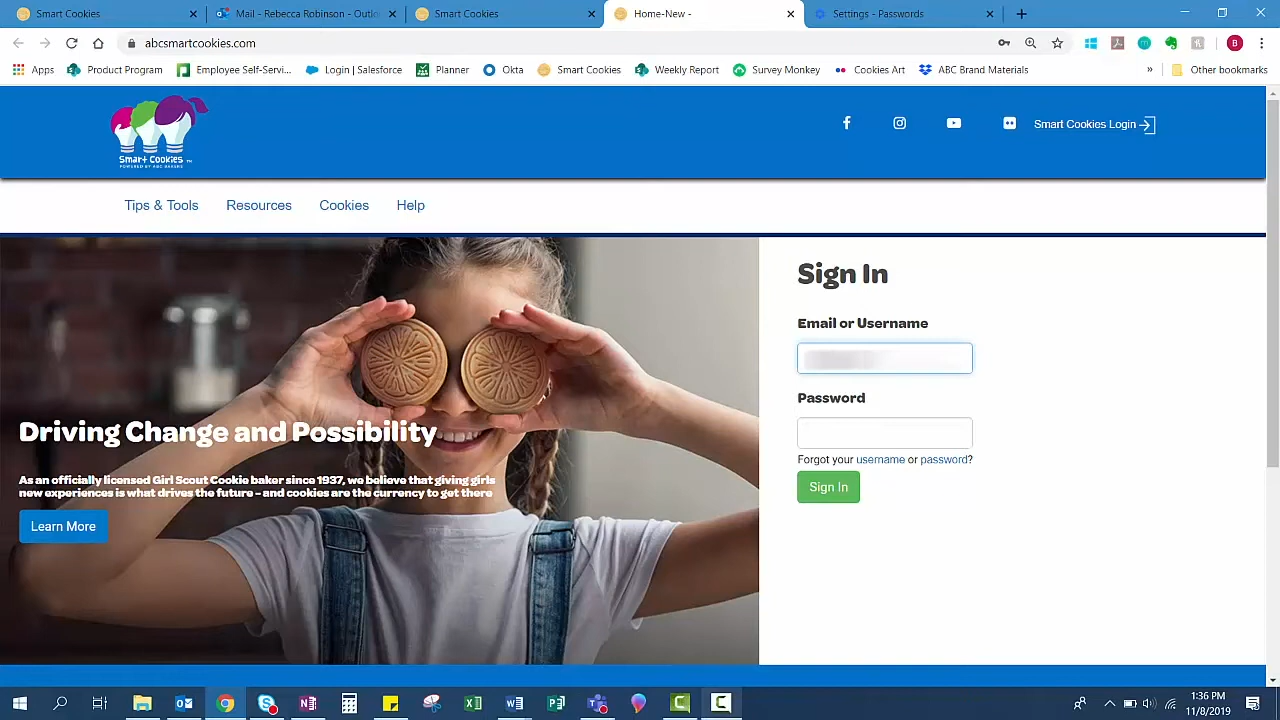 Smart Cookies
Mail - Rebecca Robinson - Outlo
Smart Cookies
Home-New -
Settings - Passwords
abcsmartcookies.com
B
Apps
Product Program
Employee Self-Servi...
Login | Salesforce
Planner
Okta
Smart Cookies
Weekly Report
Survey Monkey
Cookies Art
ABC Brand Materials
»
Other bookmarks
Smart Cookies ™
POWERED BY ABC BAKERS
Smart Cookies Login
Tips & Tools
Resources
Cookies
Help
Driving Change and Possibility
As an officially licensed Girl Scout Cookie baker since 1937, we believe that giving girls
new experiences is what drives the future - and cookies are the currency to get there
Learn More
Sign In
Email or Username
Password
Forgot your username or password?
Sign In
1:36 PM
11/8/2019